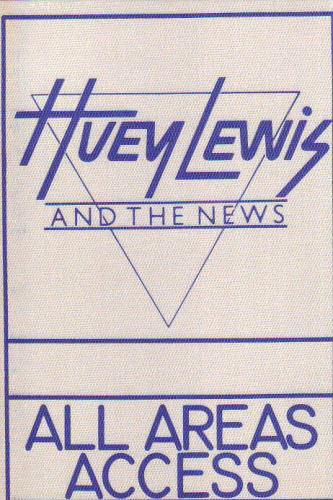 Huey Lewis
AND THE NEWS
ALL AREAS
ACCESS